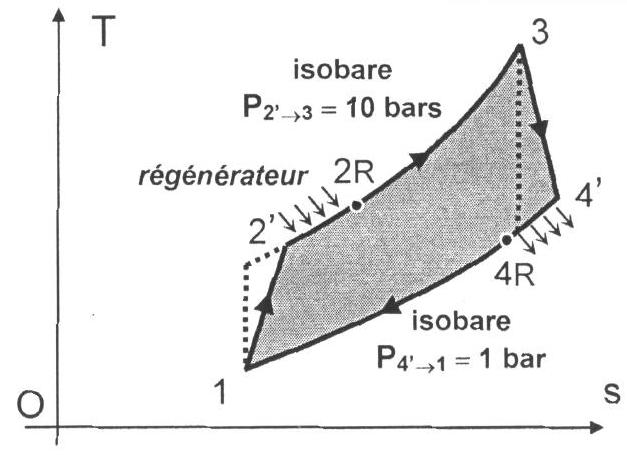 T
3
isobare
P2'→3 = 10 bars
régénérateur
2R
2'
4'
4R
isobare
P4'→1 = 1 bar
1
O
s